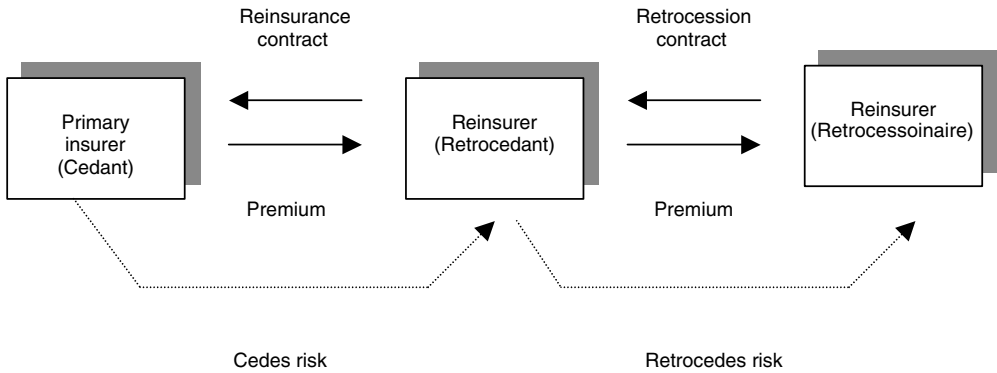 Reinsurance
contract
Retrocession
contract
Primary
insurer
(Cedant)
Reinsurer
(Retrocedant)
Reinsurer
(Retrocessoinaire)
Premium
Premium
Cedes risk
Retrocedes risk